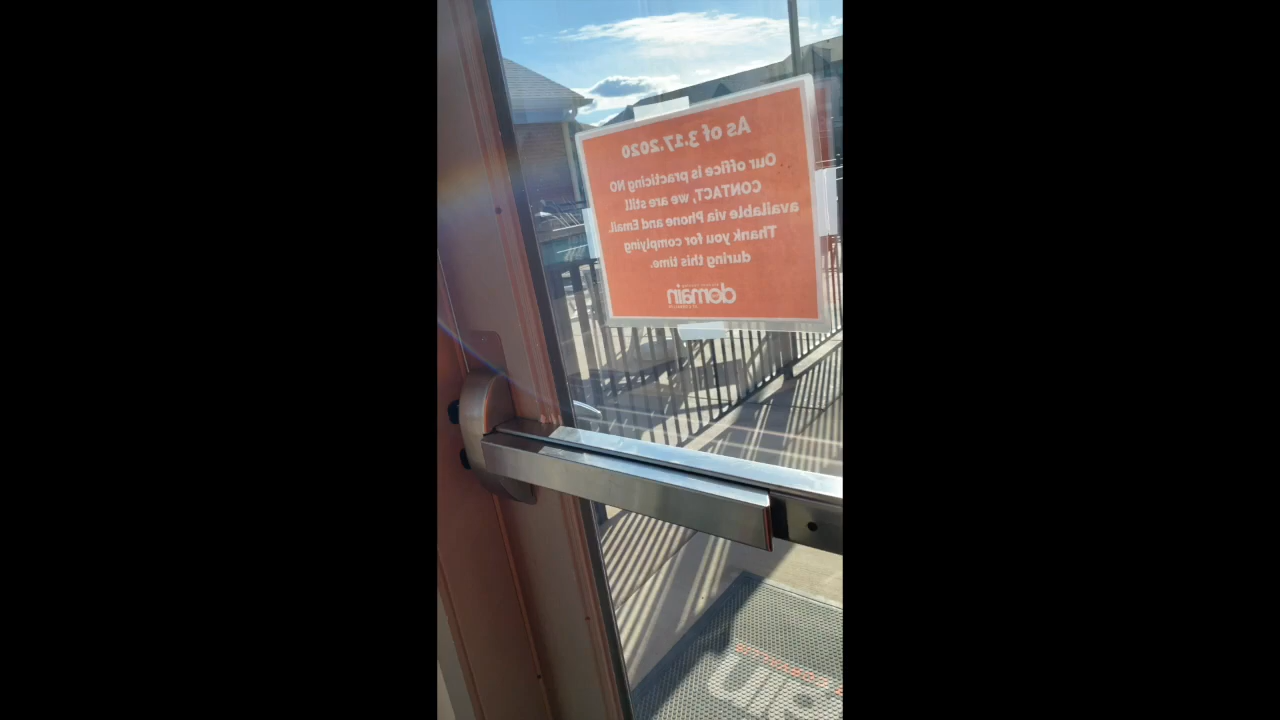 As of 3.17.2020
Our office is practicing NO
CONTACT, we are still
available via Phone and Email.
Thank you for complying
during this time.
domain